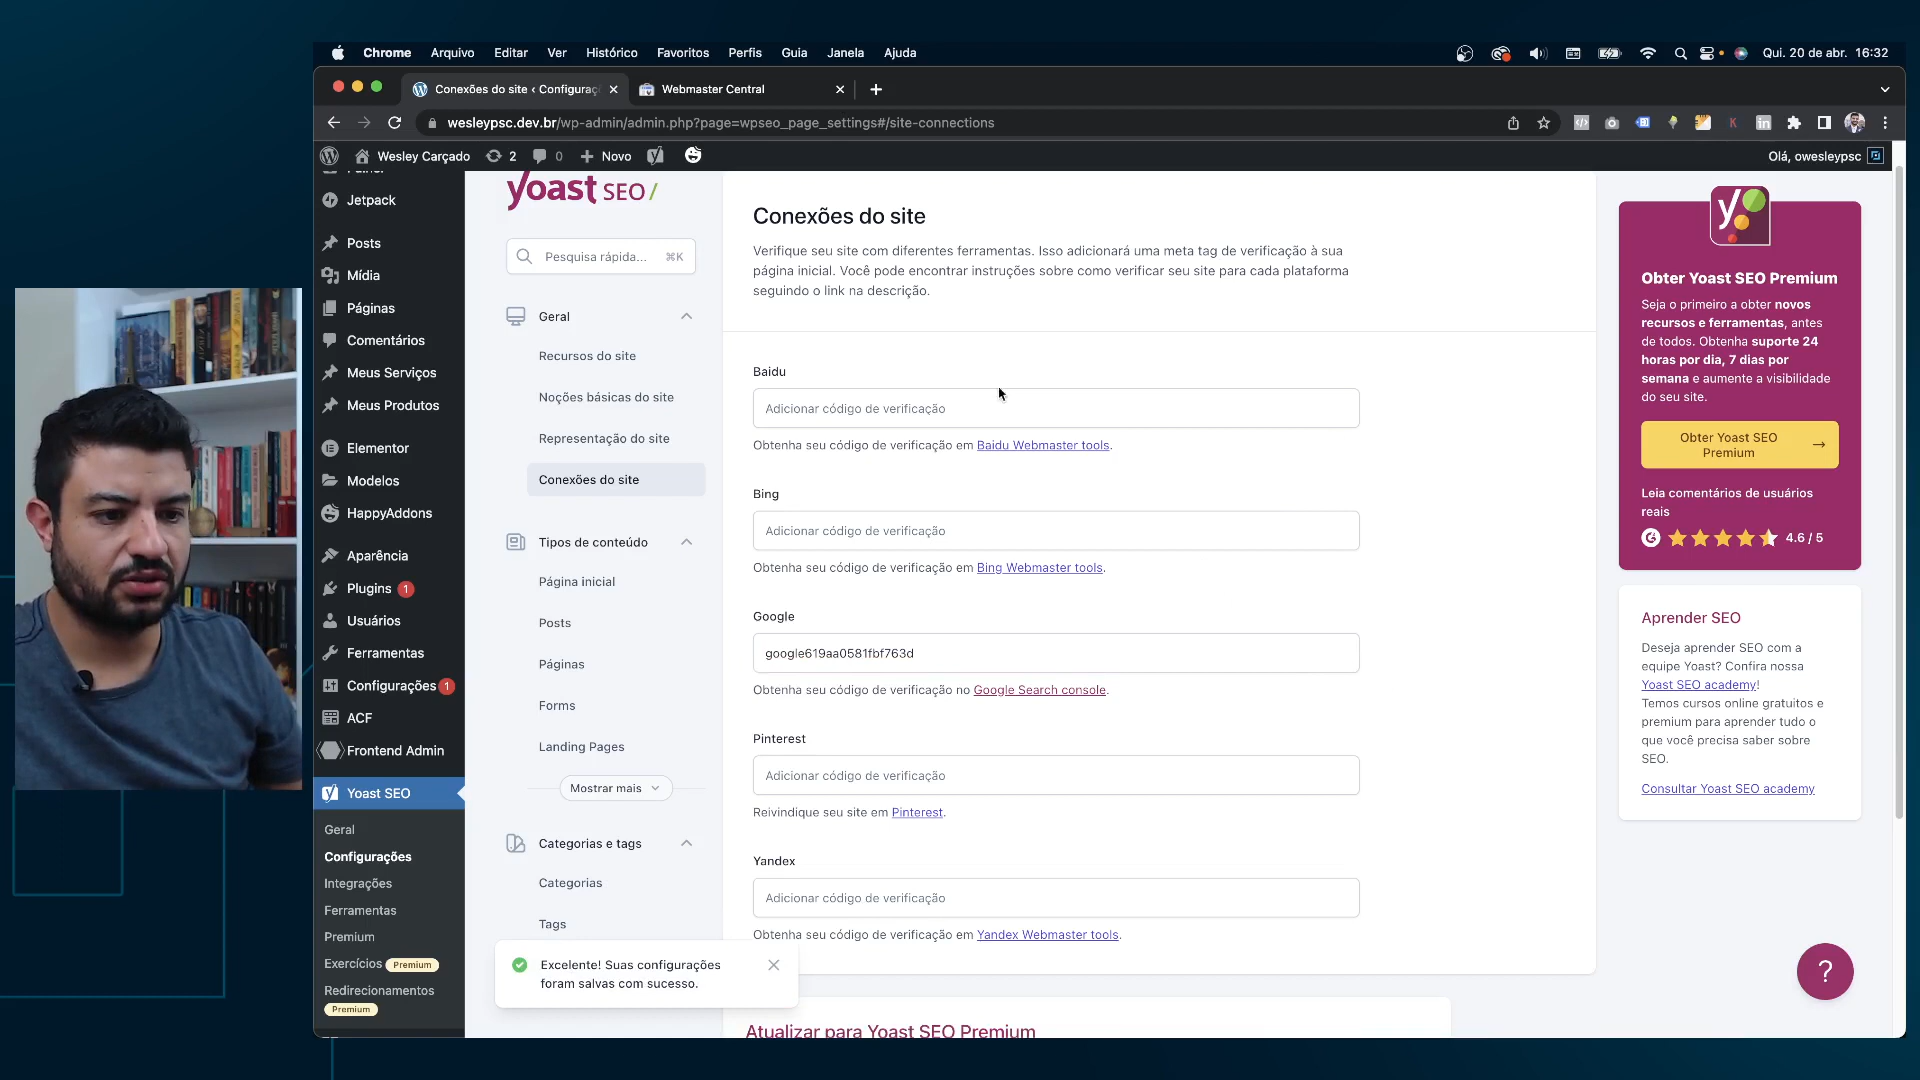 Chrome Arquivo Editar Ver Histórico Favoritos Perfis Guia Janela Ajuda
Qui. 20 de abr. 16:32
Conexões do site ‹ Configuraç
Webmaster Central
wesleypsc.dev.br/wp-admin/admin.php?page=wpseo_page_settings#/site-connections
Wesley Carçado 2 0 Novo
Olá, owesleypsc
Jetpack
Posts
Mídia
Páginas
Comentários
Meus Serviços
Meus Produtos
Elementor
Modelos
HappyAddons
Aparência
Plugins 1
Usuários
Ferramentas
Configurações 1
ACF
Frontend Admin
Yoast SEO
Geral
Configurações
Integrações
Ferramentas
Premium
Exercícios Premium
Redirecionamentos
Premium
yoast SEO/
Pesquisa rápida... ⌘K
Geral
Recursos do site
Noções básicas do site
Representação do site
Conexões do site
Tipos de conteúdo
Página inicial
Posts
Páginas
Forms
Landing Pages
Mostrar mais
Categorias e tags
Categorias
Tags
Excelente! Suas configurações
foram salvas com sucesso.
Conexões do site
Verifique seu site com diferentes ferramentas. Isso adicionará uma meta tag de verificação à sua
página inicial. Você pode encontrar instruções sobre como verificar seu site para cada plataforma
seguindo o link na descrição.
Baidu
Adicionar código de verificação
Obtenha seu código de verificação em Baidu Webmaster tools.
Bing
Adicionar código de verificação
Obtenha seu código de verificação em Bing Webmaster tools.
Google
google619aa0581fbf763d
Obtenha seu código de verificação no Google Search console.
Pinterest
Adicionar código de verificação
Reivindique seu site em Pinterest.
Yandex
Adicionar código de verificação
Obtenha seu código de verificação em Yandex Webmaster tools.
Atualizar para Yoast SEO Premium
Obter Yoast SEO Premium
Seja o primeiro a obter novos
recursos e ferramentas, antes
de todos. Obtenha suporte 24
horas por dia, 7 dias por
semana e aumente a visibilidade
do seu site.
Obter Yoast SEO
Premium →
Leia comentários de usuários
reais
4.6 / 5
Aprender SEO
Deseja aprender SEO com a
equipe Yoast? Confira nossa
Yoast SEO academy!
Temos cursos online gratuitos e
premium para aprender tudo o
que você precisa saber sobre
SEO.
Consultar Yoast SEO academy
?